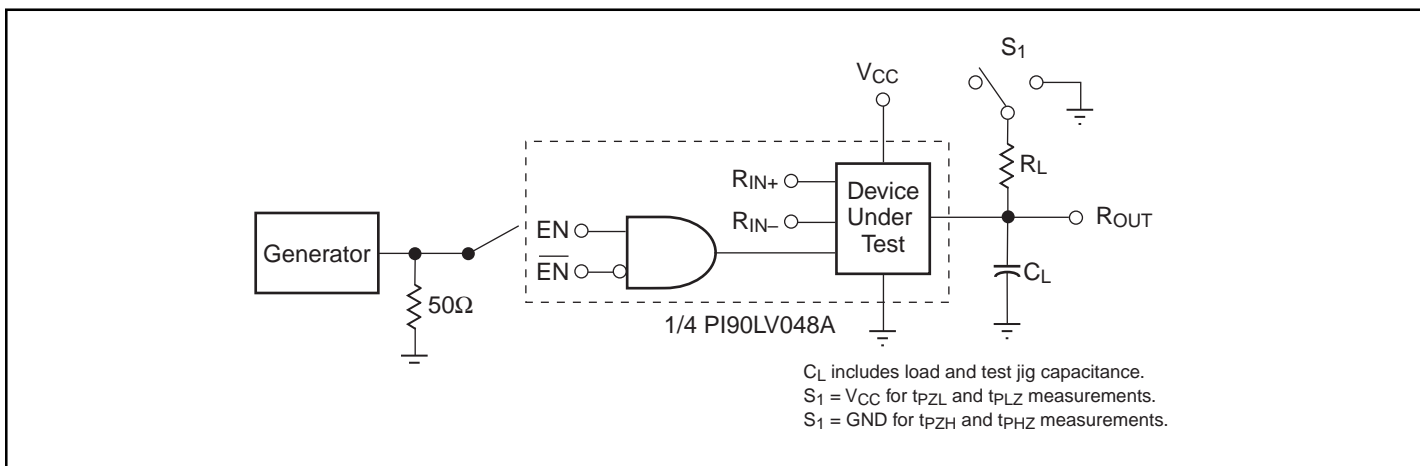 S1
VCC
RL
RIN+
Device
Under
Test
RIN–
ROUT
EN
Generator
E̅N̅
CL
50Ω
1/4 PI90LV048A
CL includes load and test jig capacitance.
S1 = VCC for tPZL and tPLZ measurements.
S1 = GND for tPZH and tPHZ measurements.